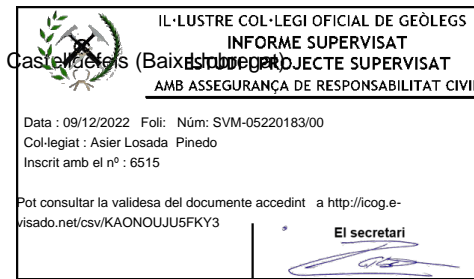 IL·LUSTRE COL·LEGI OFICIAL DE GEÒLEGS
INFORME SUPERVISAT
Castelldefels (Baix Llobregat)
ESTUDI O PROJECTE SUPERVISAT
AMB ASSEGURANÇA DE RESPONSABILITAT CIVI
Data : 09/12/2022 Foli: Núm: SVM-05220183/00
Col·legiat : Asier Losada Pinedo
Inscrit amb el nº : 6515
Pot consultar la validesa del documente accedint a http://icog.e-
visado.net/csv/KAONOUJU5FKY3
El secretari